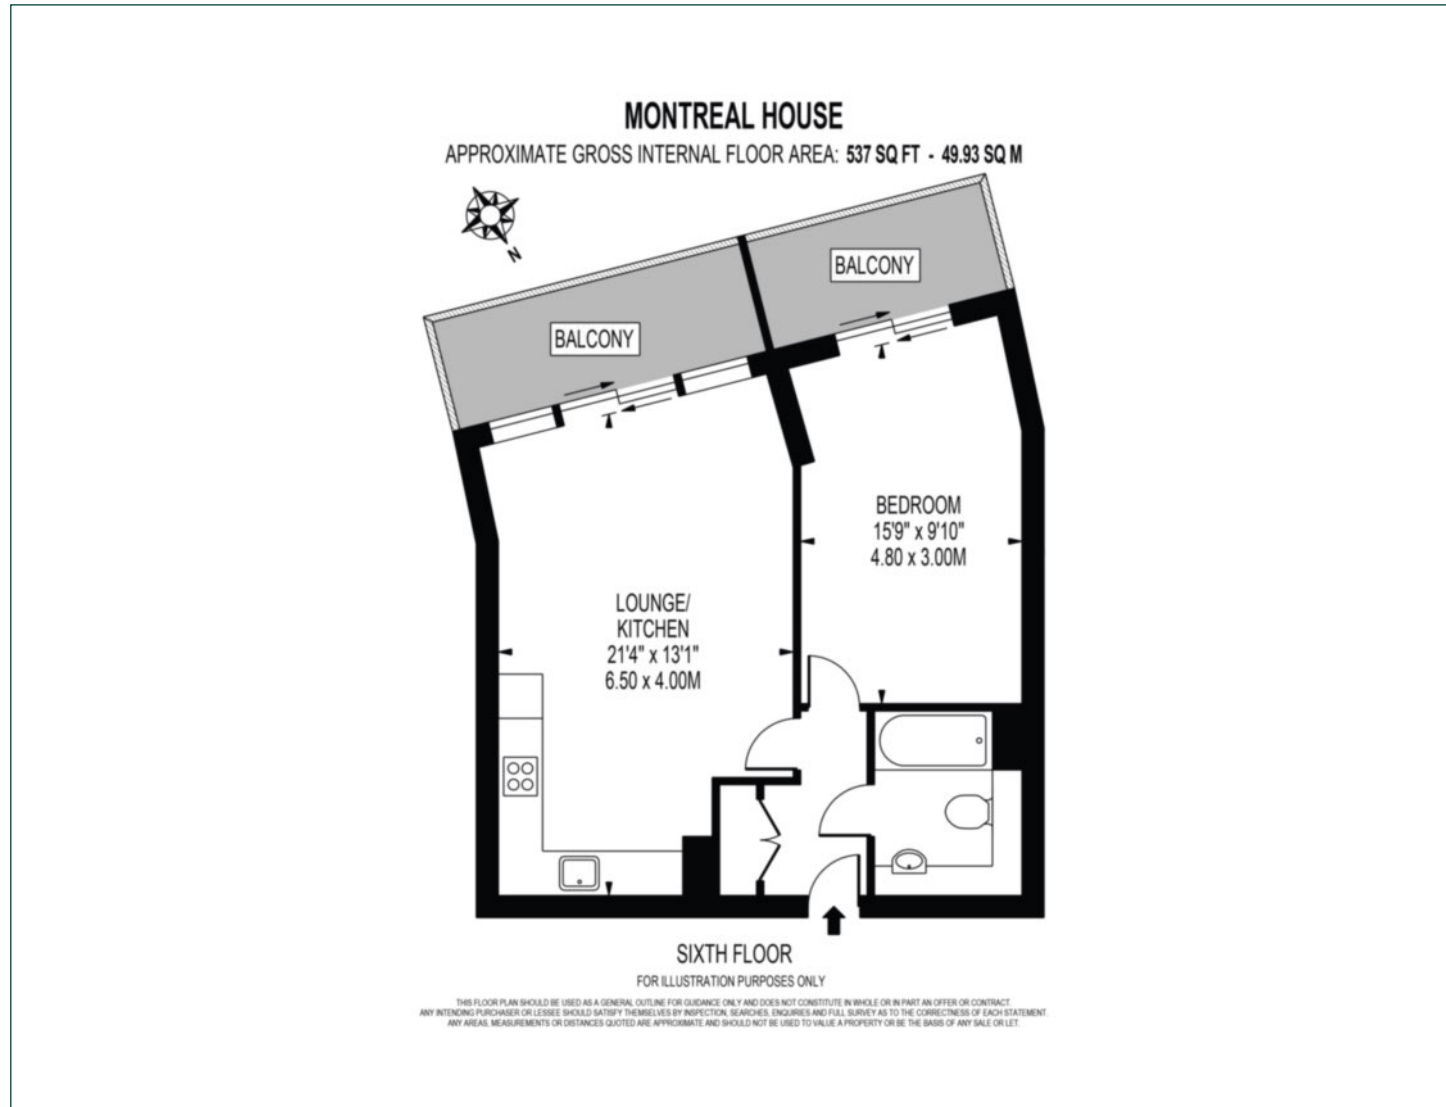 MONTREAL HOUSE
APPROXIMATE GROSS INTERNAL FLOOR AREA: 537 SQ FT - 49.93 SQ M
N
BALCONY
BALCONY
BEDROOM
15'9" x 9'10"
4.80 x 3.00M
LOUNGE/
KITCHEN
21'4" x 13'1"
6.50 x 4.00M
SIXTH FLOOR
FOR ILLUSTRATION PURPOSES ONLY
THIS FLOOR PLAN SHOULD BE USED AS A GENERAL OUTLINE FOR GUIDANCE ONLY AND DOES NOT CONSTITUTE IN WHOLE OR IN PART AN OFFER OR CONTRACT.
ANY INTENDING PURCHASER OR LESSEE SHOULD SATISFY THEMSELVES BY INSPECTION, SEARCHES, ENQUIRIES AND FULL SURVEY AS TO THE CORRECTNESS OF EACH STATEMENT.
ANY AREAS, MEASUREMENTS OR DISTANCES QUOTED ARE APPROXIMATE AND SHOULD NOT BE USED TO VALUE A PROPERTY OR BE THE BASIS OF ANY SALE OR LET.